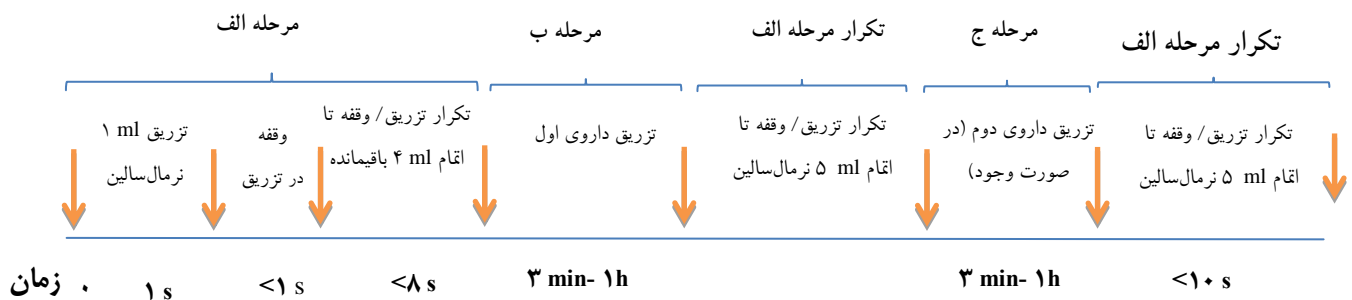 مرحله الف
مرحله ب
تکرار مرحله الف
مرحله ج
تکرار مرحله الف
تزریق ۱ ml
نرمال‌سالین
وقفه
در تزریق
تکرار تزریق/ وقفه تا
اتمام ۴ ml باقیمانده
تزریق داروی اول
تکرار تزریق/ وقفه تا
اتمام ۵ ml نرمال‌سالین
تزریق داروی دوم (در
صورت وجود)
تکرار تزریق/ وقفه تا
اتمام ۵ ml نرمال‌سالین
زمان
۰
۱ s
<۱ s
<۸ s
۳ min- ۱h
۳ min- ۱h
<۱۰ s